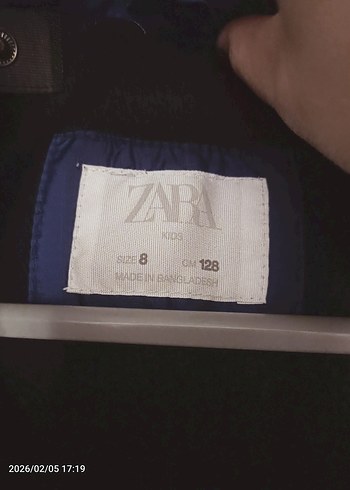 ZARA
KIDS
SIZE 8 CM 128
MADE IN BANGLADESH
2026/02/05 17:19